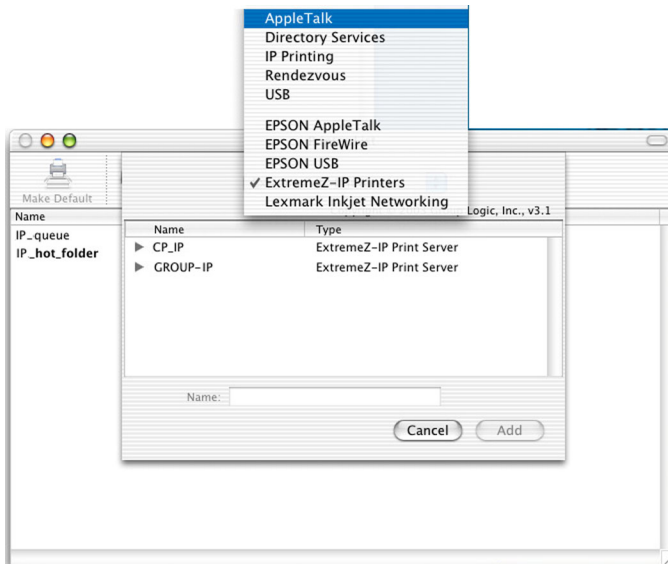 AppleTalk
Directory Services
IP Printing
Rendezvous
USB
EPSON AppleTalk
EPSON FireWire
EPSON USB
✓ ExtremeZ-IP Printers
Lexmark Inkjet Networking
Make Default
Logic, Inc., v3.1
Name
IP_queue
IP_hot_folder
Name Type
CP_IP ExtremeZ-IP Print Server
GROUP-IP ExtremeZ-IP Print Server
Name:
Cancel Add